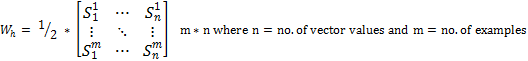 W_h = 1/2 * [S_1^1 ⋯ S_n^1 ⋮ ⋱ ⋮ S_1^m ⋯ S_n^m] m * n where n = no. of vector values and m = no. of examples